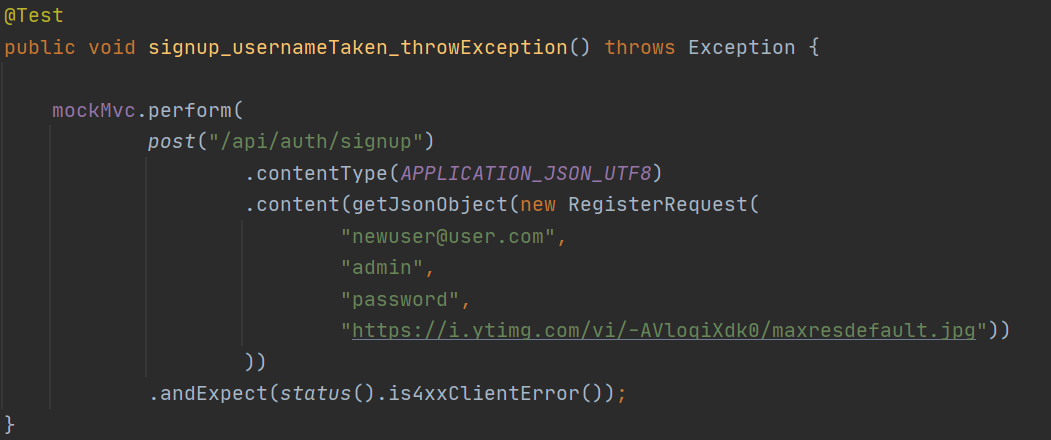 @Test
public void signup_usernameTaken_throwException() throws Exception {
mockMvc.perform(
post("/api/auth/signup")
.contentType(APPLICATION_JSON_UTF8)
.content(getJsonObject(new RegisterRequest(
"newuser@user.com",
"admin",
"password",
"https://i.ytimg.com/vi/-AVloqiXdk0/maxresdefault.jpg"))
))
.andExpect(status().is4xxClientError());
}